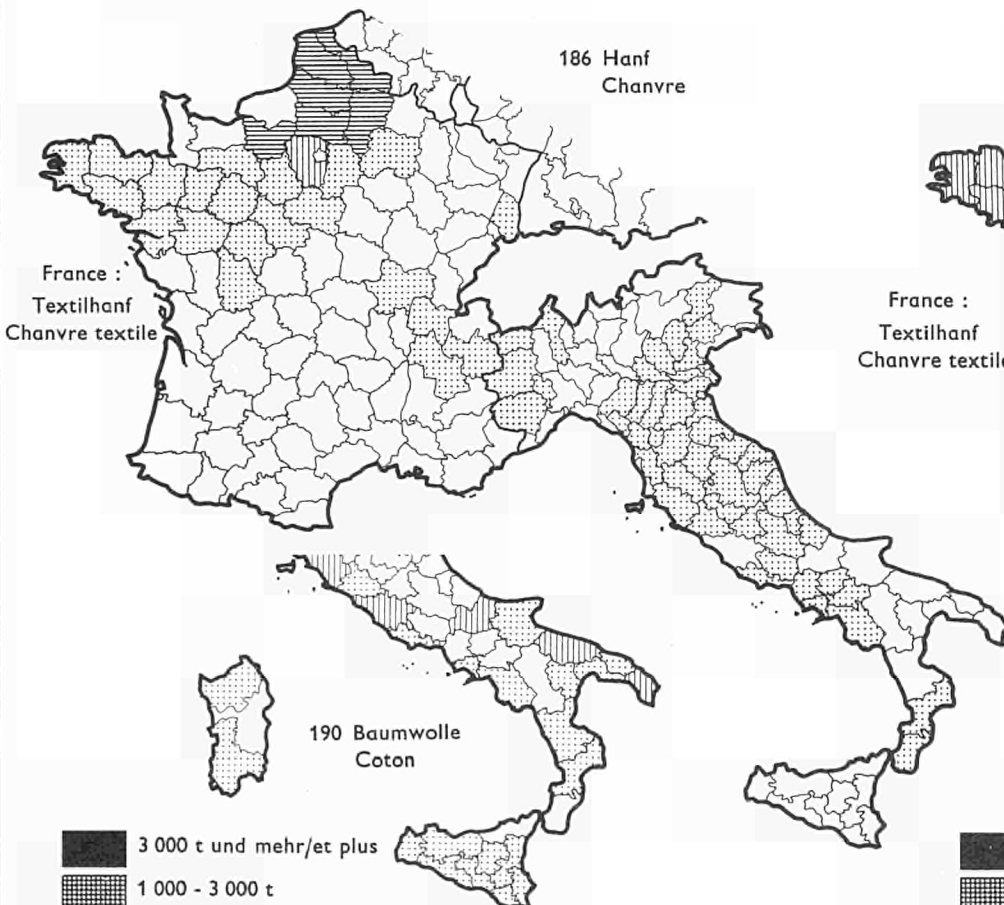 186 Hanf
Chanvre
France :
Textilhanf
Chanvre textile
France :
Textilhanf
Chanvre textile
190 Baumwolle
Coton
3 000 t und mehr/et plus
1 000 - 3 000 t